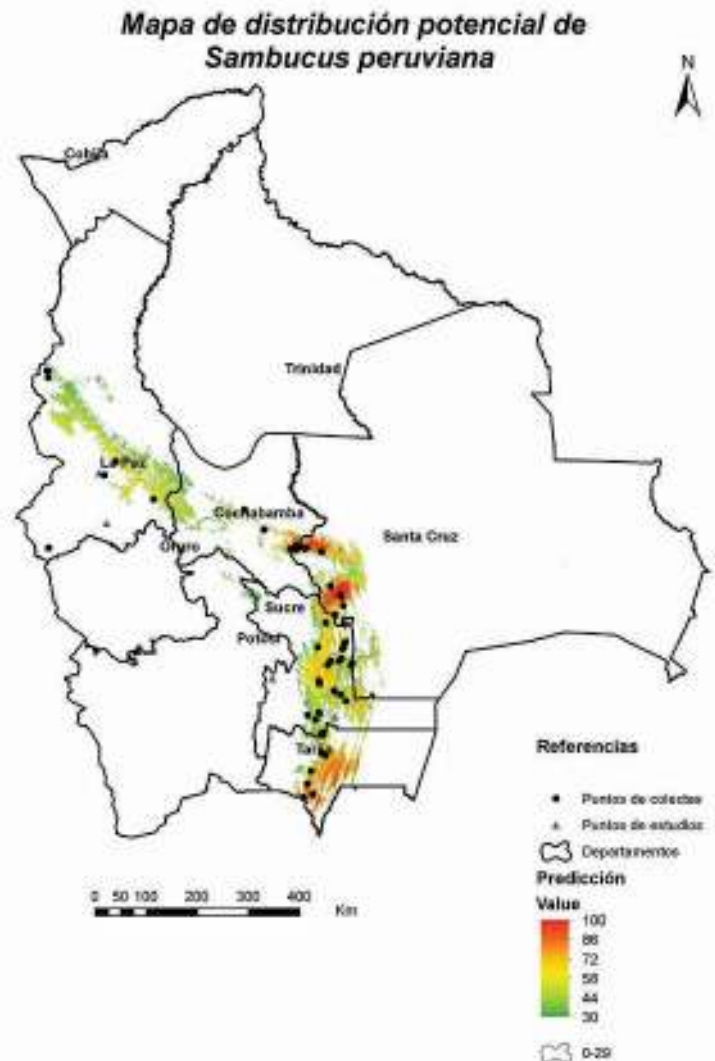 Mapa de distribución potencial de
Sambucus peruviana
N
Cobija
Trinidad
La Paz
Cochabamba
Oruro
Santa Cruz
Sucre
Potosí
Referencias
Puntos de colectas
Puntos de estudios
Departamentos
Predicción
Value
100
86
72
58
44
30
0-29
0 50 100 200 300 400
Km